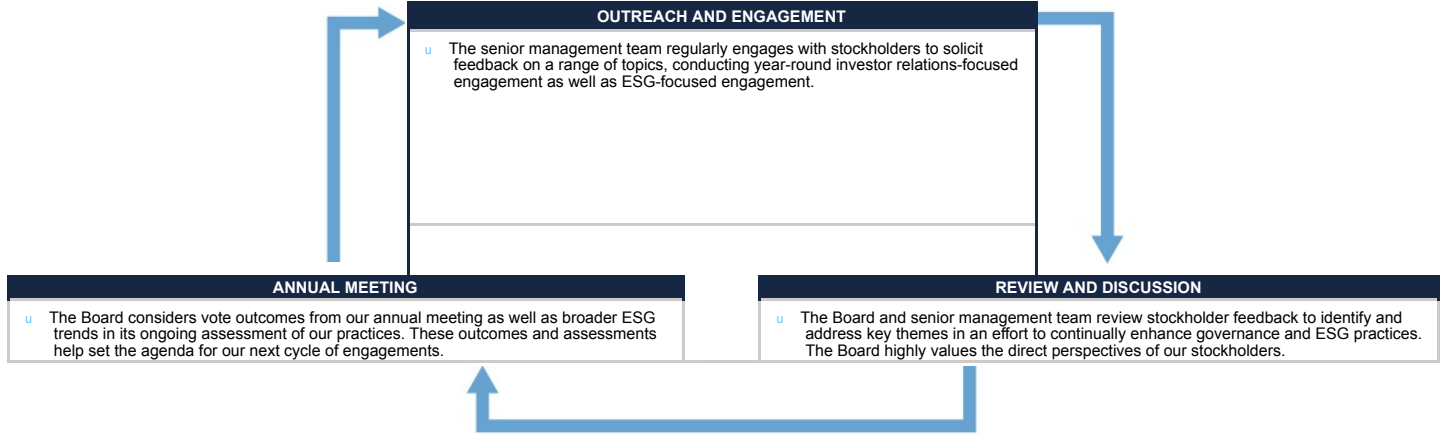 OUTREACH AND ENGAGEMENT
u The senior management team regularly engages with stockholders to solicit
feedback on a range of topics, conducting year-round investor relations-focused
engagement as well as ESG-focused engagement.
ANNUAL MEETING
u The Board considers vote outcomes from our annual meeting as well as broader ESG
trends in its ongoing assessment of our practices. These outcomes and assessments
help set the agenda for our next cycle of engagements.
REVIEW AND DISCUSSION
u The Board and senior management team review stockholder feedback to identify and
address key themes in an effort to continually enhance governance and ESG practices.
The Board highly values the direct perspectives of our stockholders.